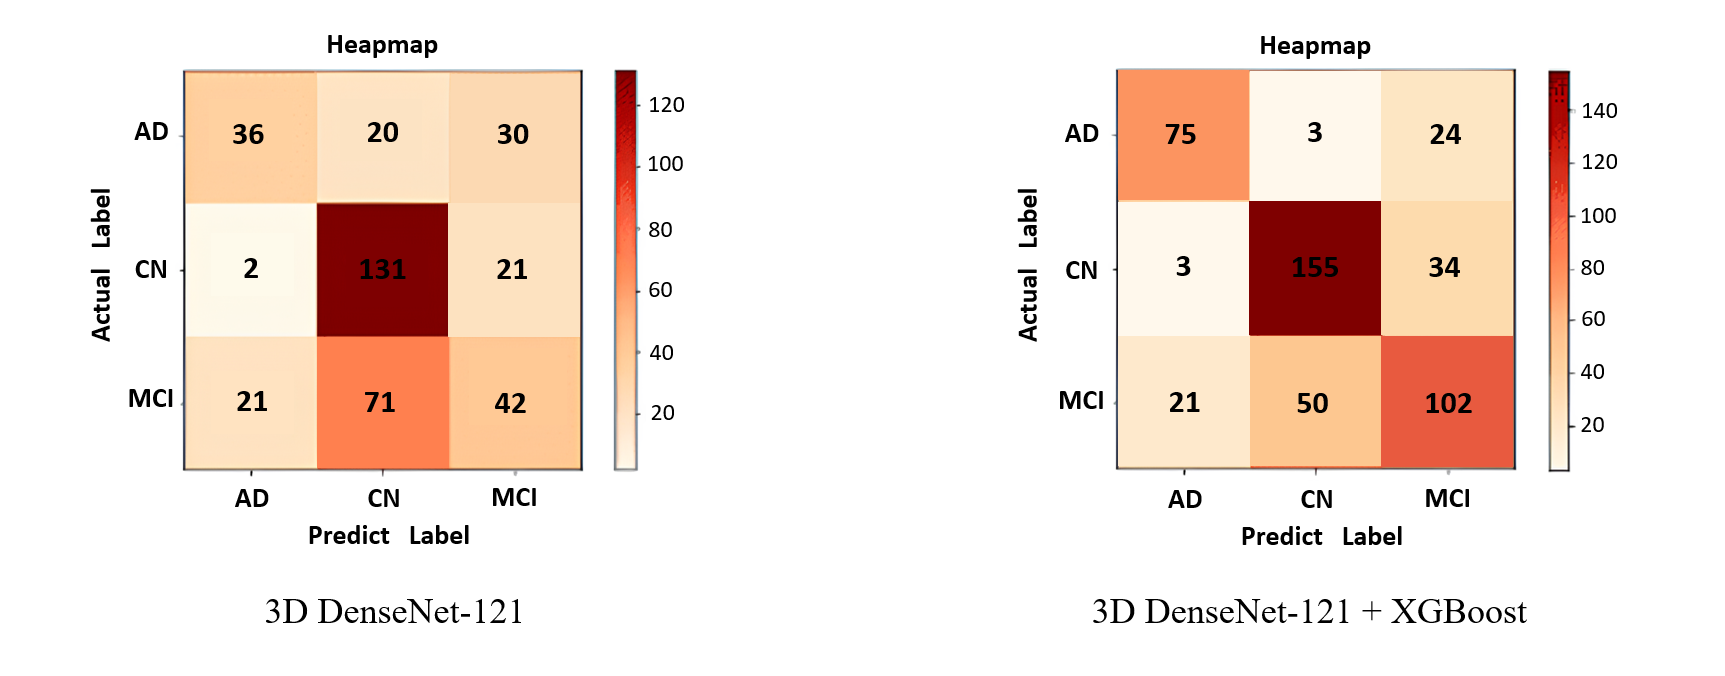 Heapmap
AD 36 20 30
CN 2 131 21
MCI 21 71 42
AD CN MCI
Predict Label
Actual Label
120
100
80
60
40
20
3D DenseNet-121
Heapmap
AD 75 3 24
CN 3 155 34
MCI 21 50 102
AD CN MCI
Predict Label
Actual Label
140
120
100
80
60
40
20
3D DenseNet-121 + XGBoost